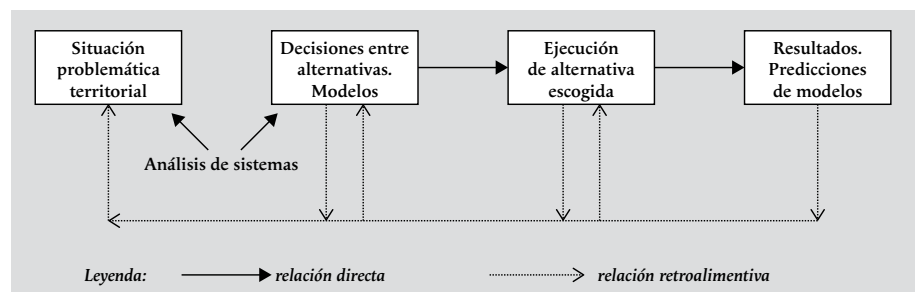 Situación
problemática
territorial
Decisiones entre
alternativas.
Modelos
Ejecución
de alternativa
escogida
Resultados.
Predicciones
de modelos
Análisis de sistemas
Leyenda: relación directa relación retroalimentiva